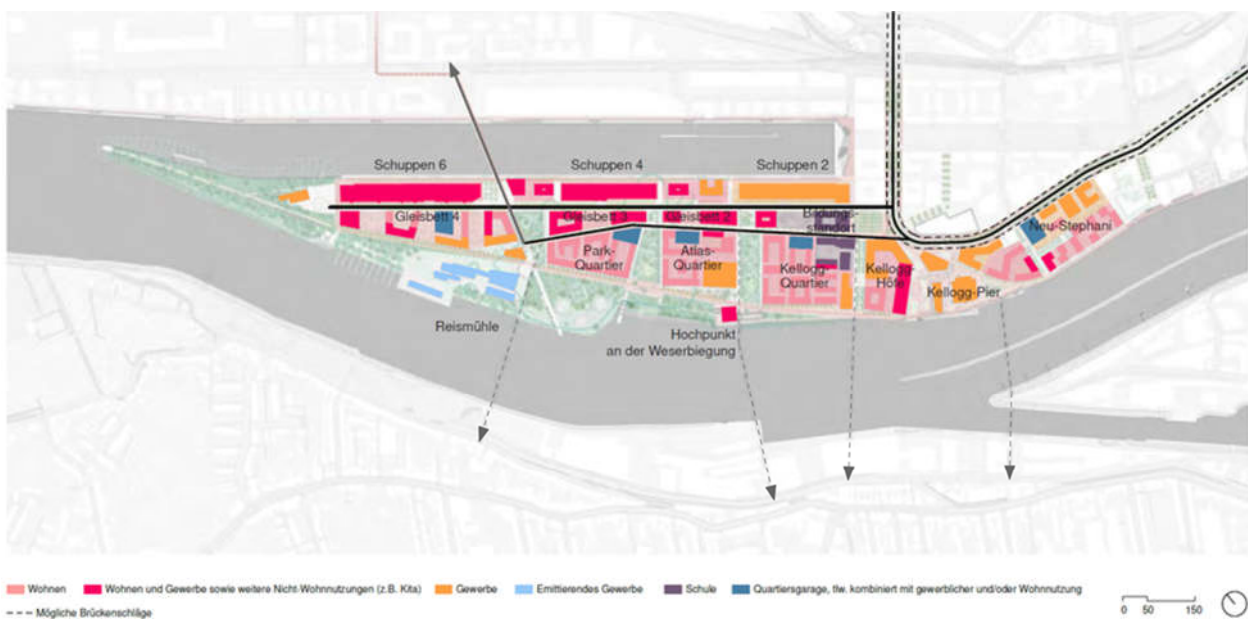 Schuppen 6
Schuppen 4
Schuppen 2
Gleisbett 4
Gleisbett 3
Gleisbett 2
Bildungs-
standort
Neu-Stephani
Park-
Quartier
Atlas-
Quartier
Kellogg-
Quartier
Kellogg-
Höfe
Kellogg-Pier
Reismühle
Hochpunkt
an der Weserbiegung
Wohnen
Wohnen und Gewerbe sowie weitere Nicht-Wohnnutzungen (z.B. Kita)
Gewerbe
Emittierendes Gewerbe
Schule
Quartiersgarage, tlw. kombiniert mit gewerblicher und/oder Wohnnutzung
Mögliche Brückenschläge
0 50 150